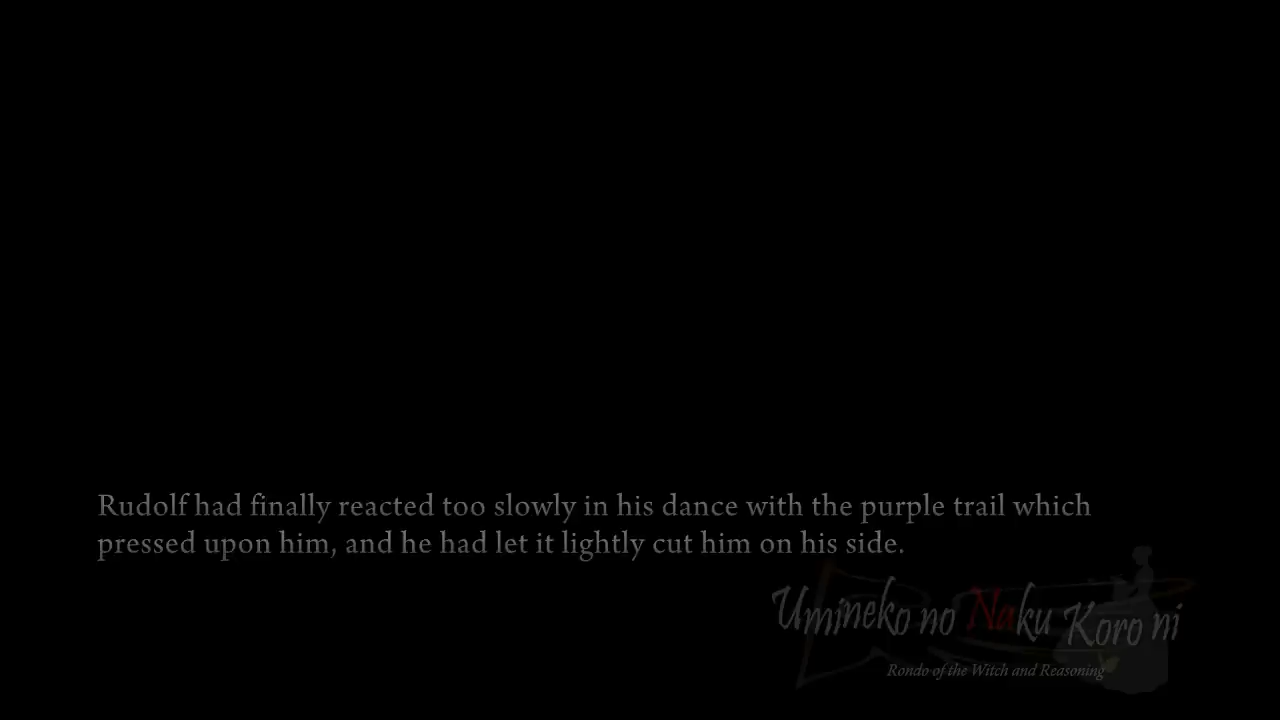 Rudolf had finally reacted too slowly in his dance with the purple trail which
pressed upon him, and he had let it lightly cut him on his side.
Umineko no Naku Koro ni
Rondo of the Witch and Reasoning